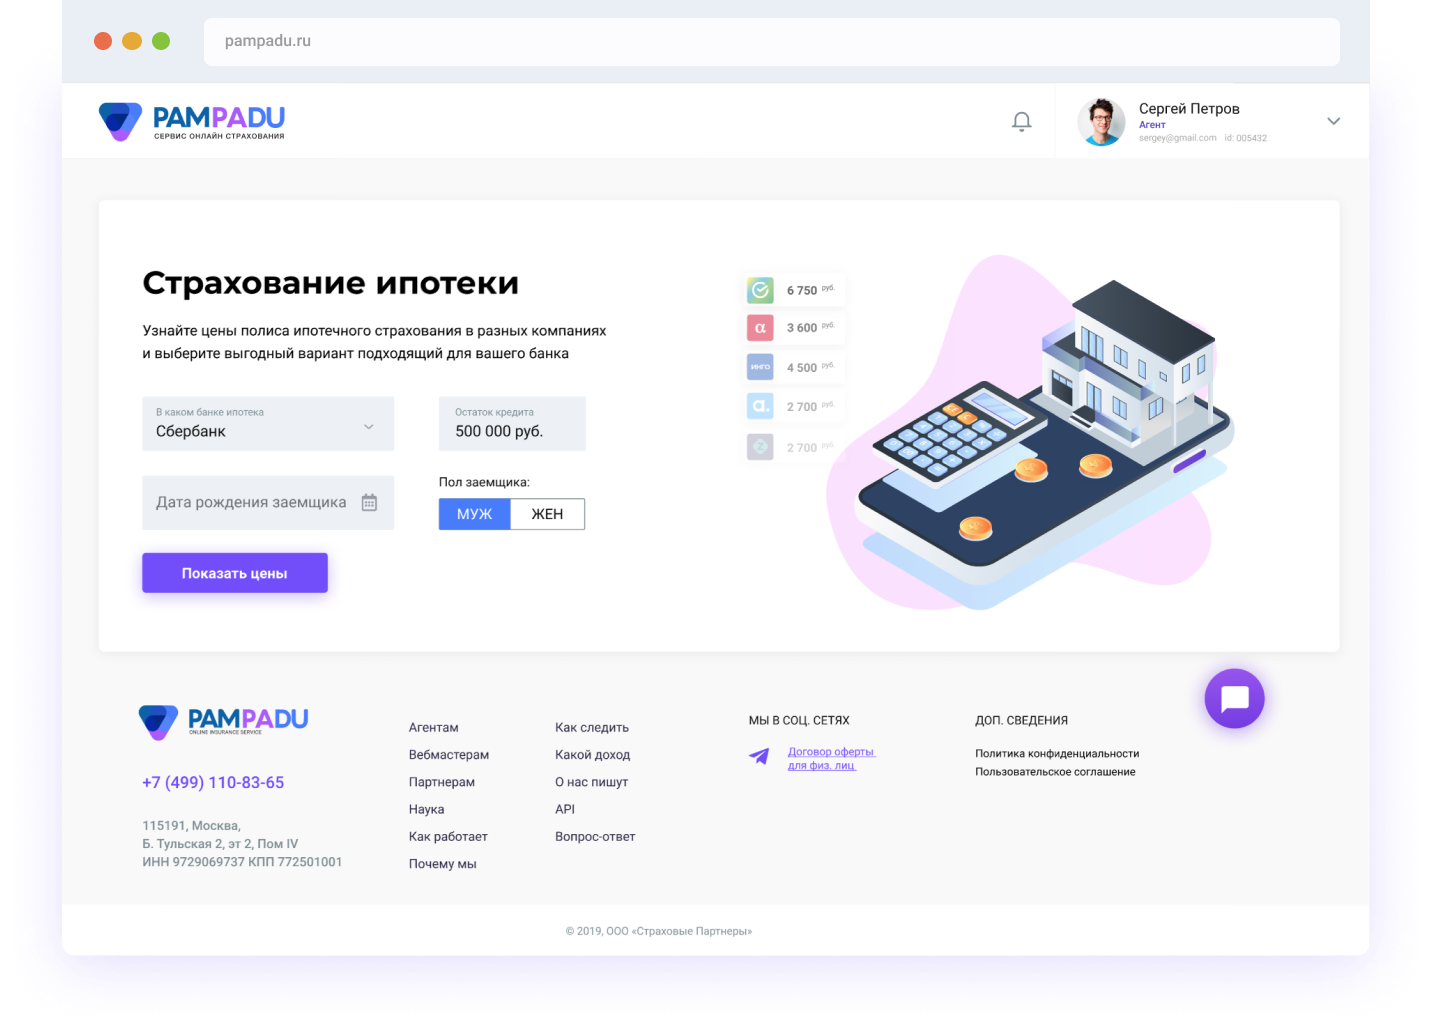 pampadu.ru
PAMPADU
СЕРВИС ОНЛАЙН СТРАХОВАНИЯ
Сергей Петров
Агент
sergey@gmail.com id: 005432
Страхование ипотеки
Узнайте цены полиса ипотечного страхования в разных компаниях
и выберите выгодный вариант подходящий для вашего банка
В каком банке ипотека
Сбербанк
Остаток кредита
500 000 руб.
Дата рождения заемщика
Пол заемщика:
МУЖ ЖЕН
Показать цены
6 750 руб.
α 3 600 руб.
ИНГО 4 500 руб.
а. 2 700 руб.
2 700 руб.
PAMPADU
ONLINE INSURANCE SERVICE
+7 (499) 110-83-65
115191, Москва,
Б. Тульская 2, эт 2, Пом IV
ИНН 9729069737 КПП 772501001
Агентам
Вебмастерам
Партнерам
Наука
Как работает
Почему мы
Как следить
Какой доход
О нас пишут
API
Вопрос-ответ
МЫ В СОЦ. СЕТЯХ
Договор оферты
для физ. лиц
ДОП. СВЕДЕНИЯ
Политика конфиденциальности
Пользовательское соглашение
© 2019, ООО «Страховые Партнеры»